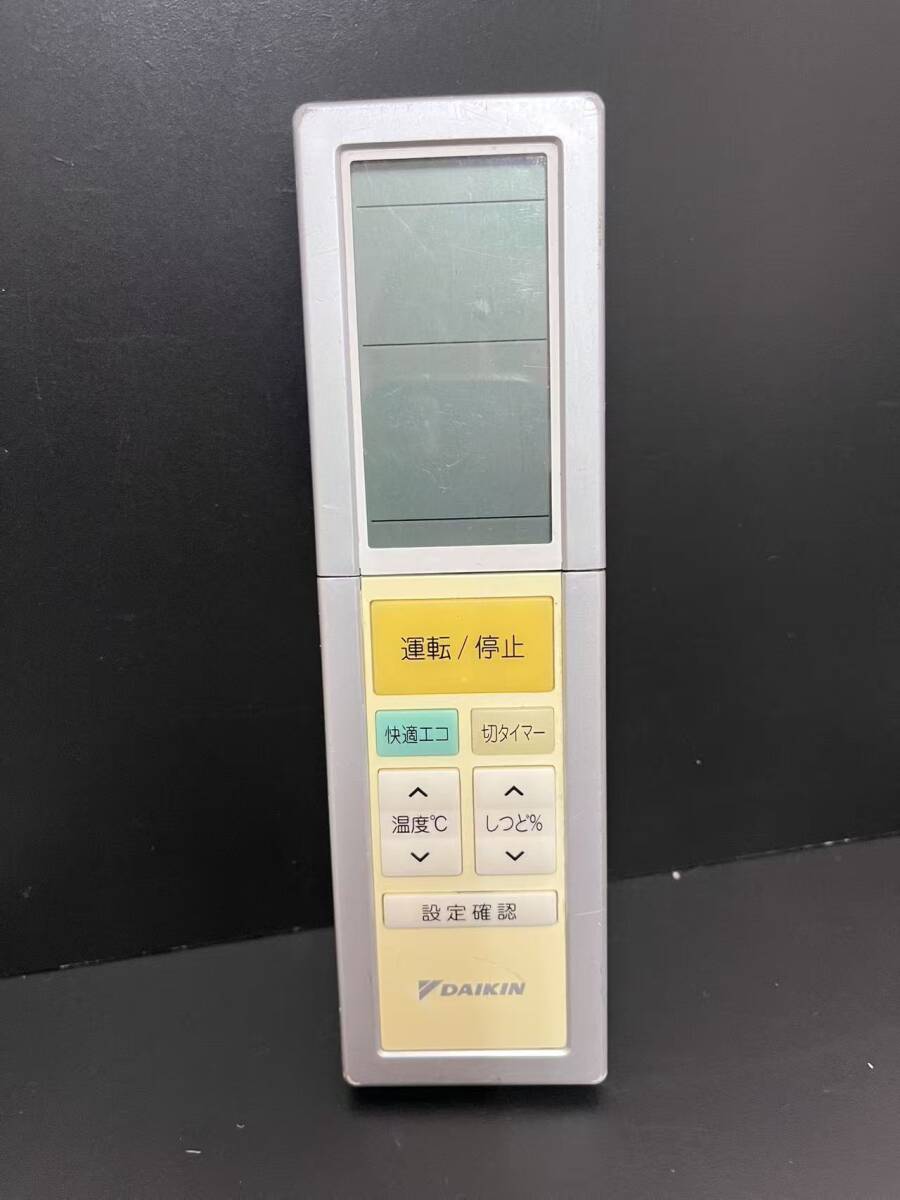 運転/停止
快適エコ 切タイマー
温度℃ しつど%
設定確認
DAIKIN